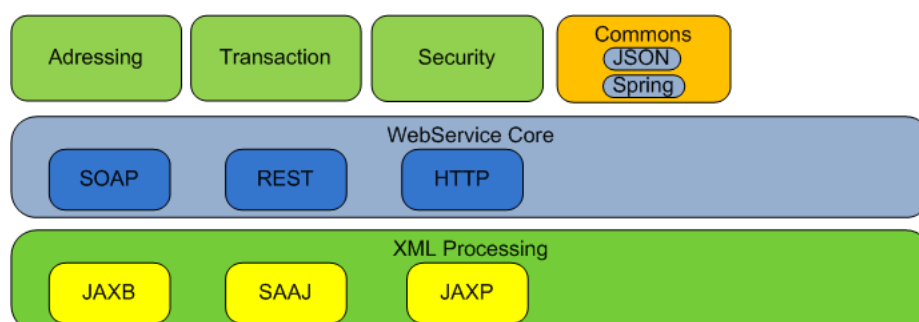 Adressing
Transaction
Security
Commons
JSON
Spring
WebService Core
SOAP
REST
HTTP
XML Processing
JAXB
SAAJ
JAXP